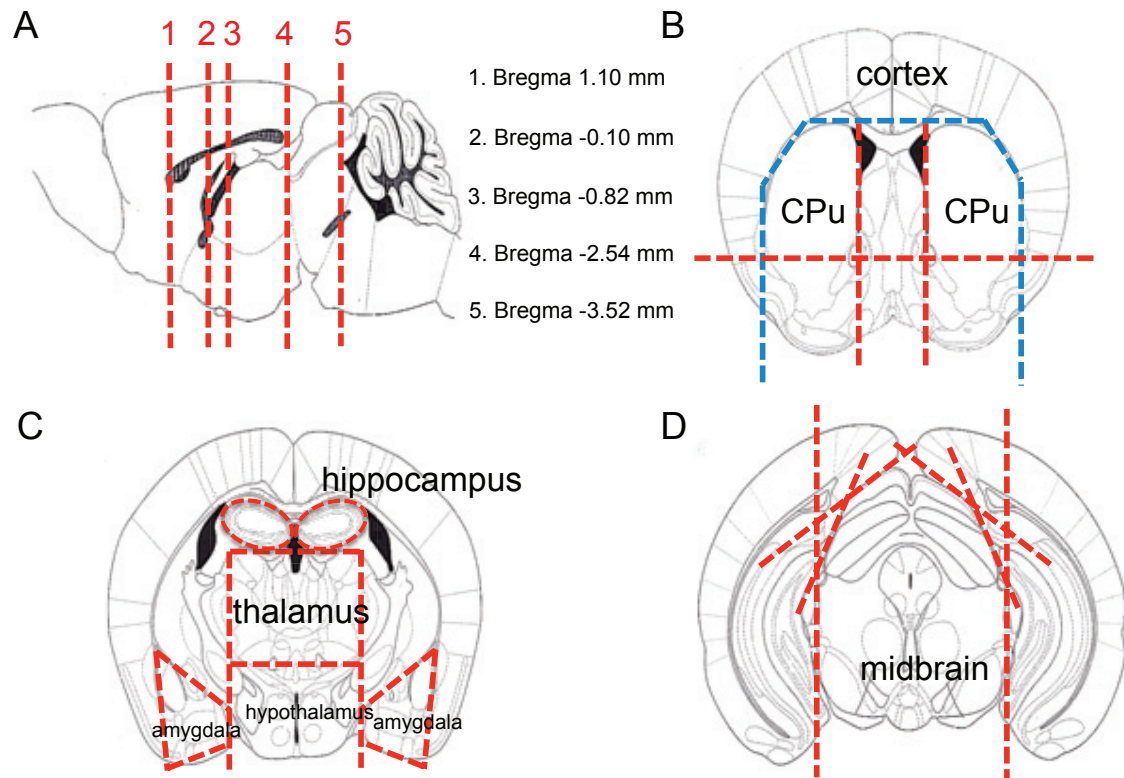 A
1 2 3 4 5
1. Bregma 1.10 mm
2. Bregma -0.10 mm
3. Bregma -0.82 mm
4. Bregma -2.54 mm
5. Bregma -3.52 mm
B
cortex
CPu CPu
C
hippocampus
thalamus
hypothalamus
amygdala amygdala
D
midbrain